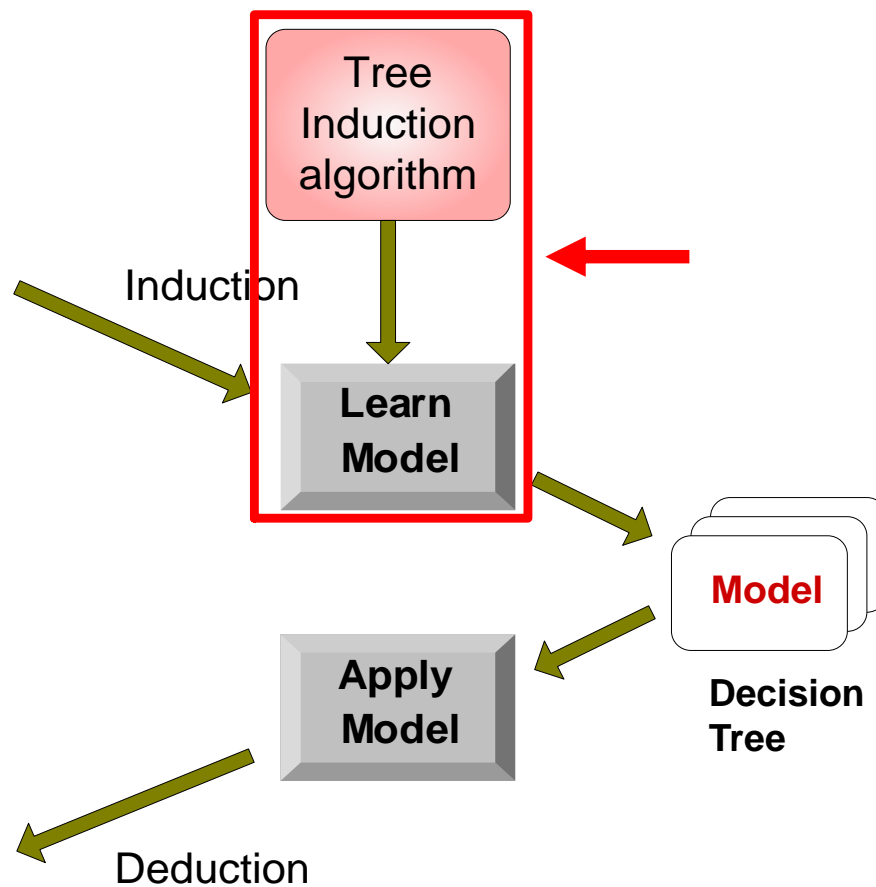 Tree
Induction
algorithm
Induction
Learn
Model
Model
Apply
Model
Decision
Tree
Deduction